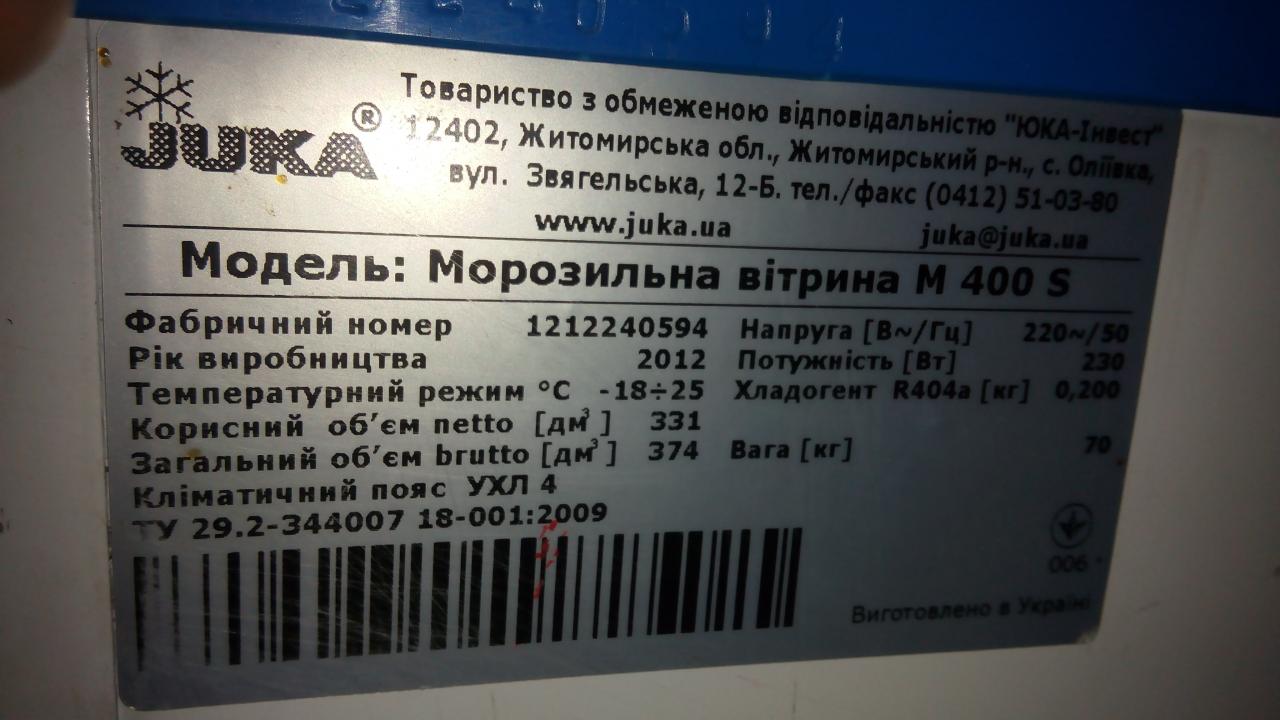 JUKA®
Товариство з обмеженою відповідальністю "ЮКА-Інвест"
12402, Житомирська обл., Житомирський р-н., с. Оліївка,
вул. Звягельська, 12-Б. тел./факс (0412) 51-03-80
www.juka.ua juka@juka.ua
Модель: Морозильна вітрина М 400 S
Фабричний номер 1212240594 Напруга [В~/Гц] 220~/50
Рік виробництва 2012 Потужність [Вт] 230
Температурний режим °С -18÷25 Хладогент R404a [кг] 0,200
Корисний об'єм netto [дм³] 331
Загальний об'єм brutto [дм³] 374 Вага [кг] 70
Кліматичний пояс УХЛ 4
ТУ 29.2-344007 18-001:2009
006
Виготовлено в Україні